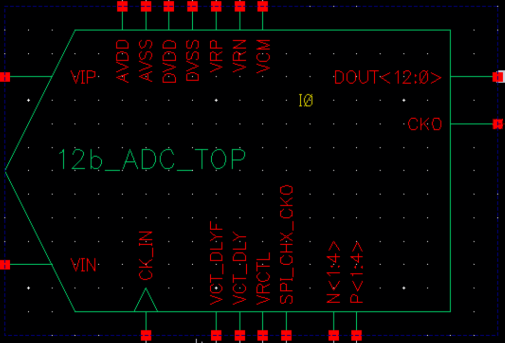 AVDD
AVSS
DVDD
DVSS
VRP
VRN
VCM
VIP
DOUT<12:0>
I0
CKO
12b_ADC_TOP
VIN
CK_IN
VCT_DLYF
VCT_DLY
VRCTL
SPI_CHX_CKO
N<1:4>
P<1:4>